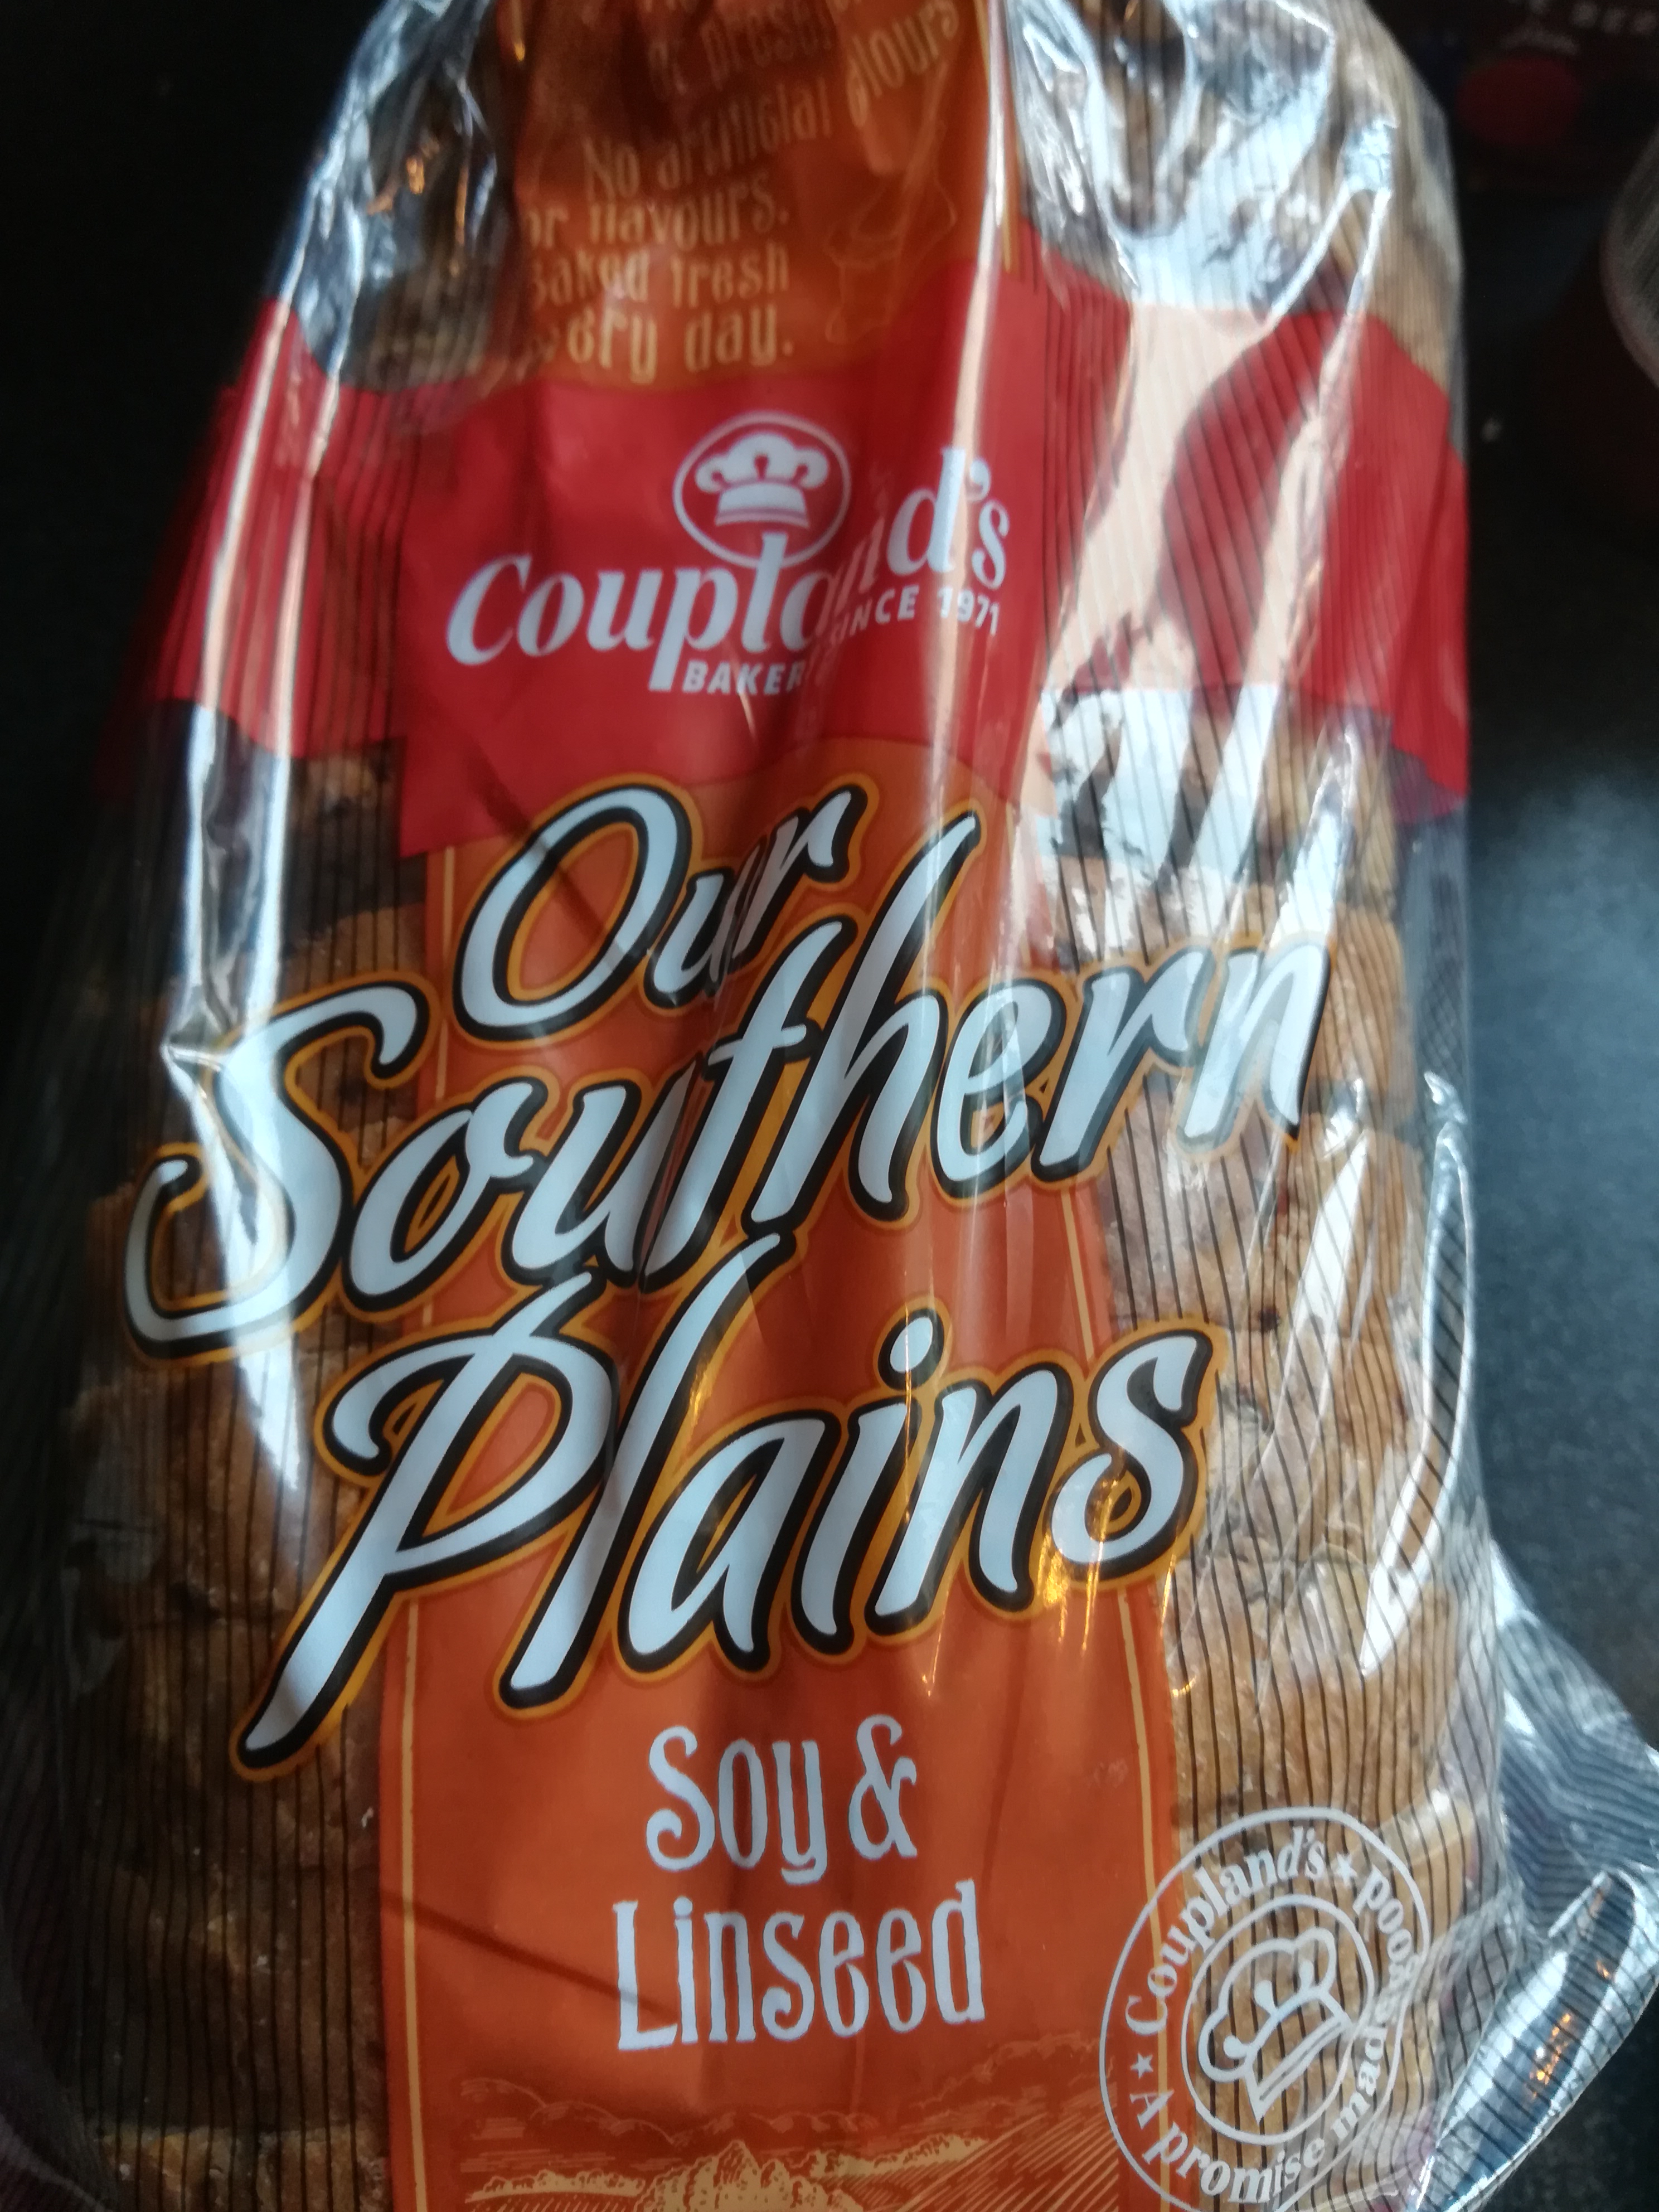 No artificial colours
or flavours.
Baked fresh
every day.
Coupland's
SINCE 1971
Our
Southern
Plains
Soy &
Linseed
Coupland's ★ good
★ A promise made